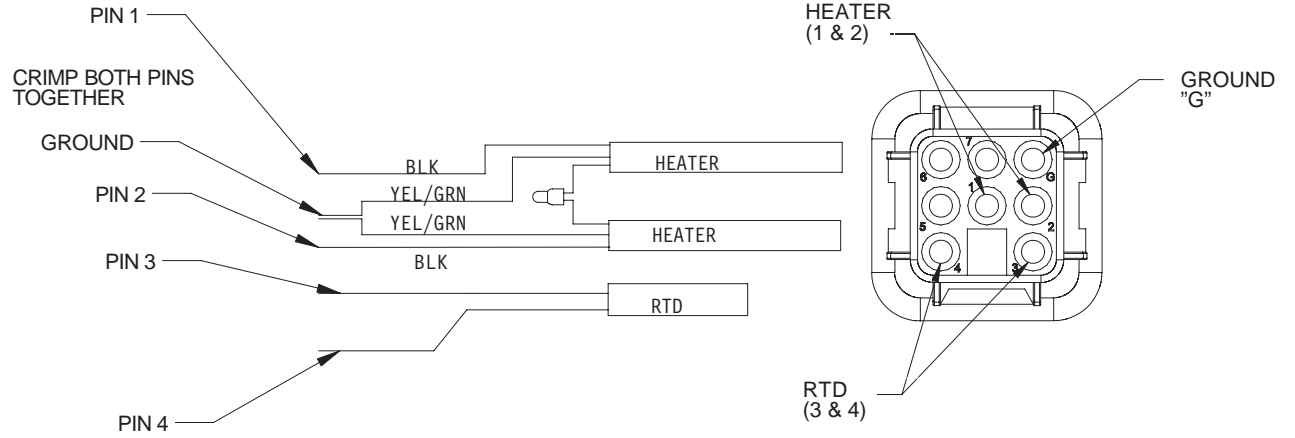 PIN 1
CRIMP BOTH PINS
TOGETHER
GROUND
PIN 2
PIN 3
PIN 4
BLK
YEL/GRN
YEL/GRN
BLK
HEATER
HEATER
RTD
HEATER
(1 & 2)
GROUND
”G”
7
6
G
1
5
2
4
3
RTD
(3 & 4)